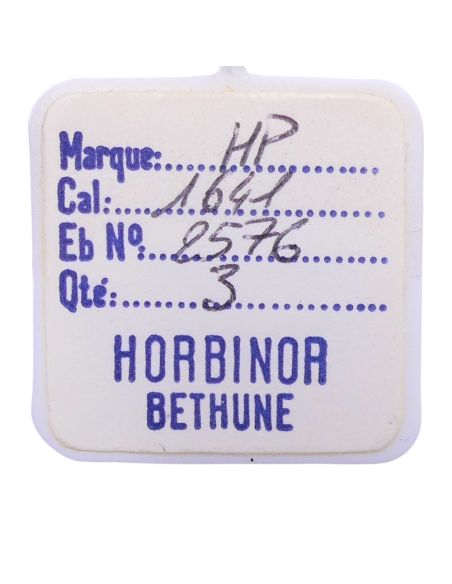 Marque: HP
Cal: 1641
Eb Nº: 2576
Qté: 3
HORBINOR
BETHUNE